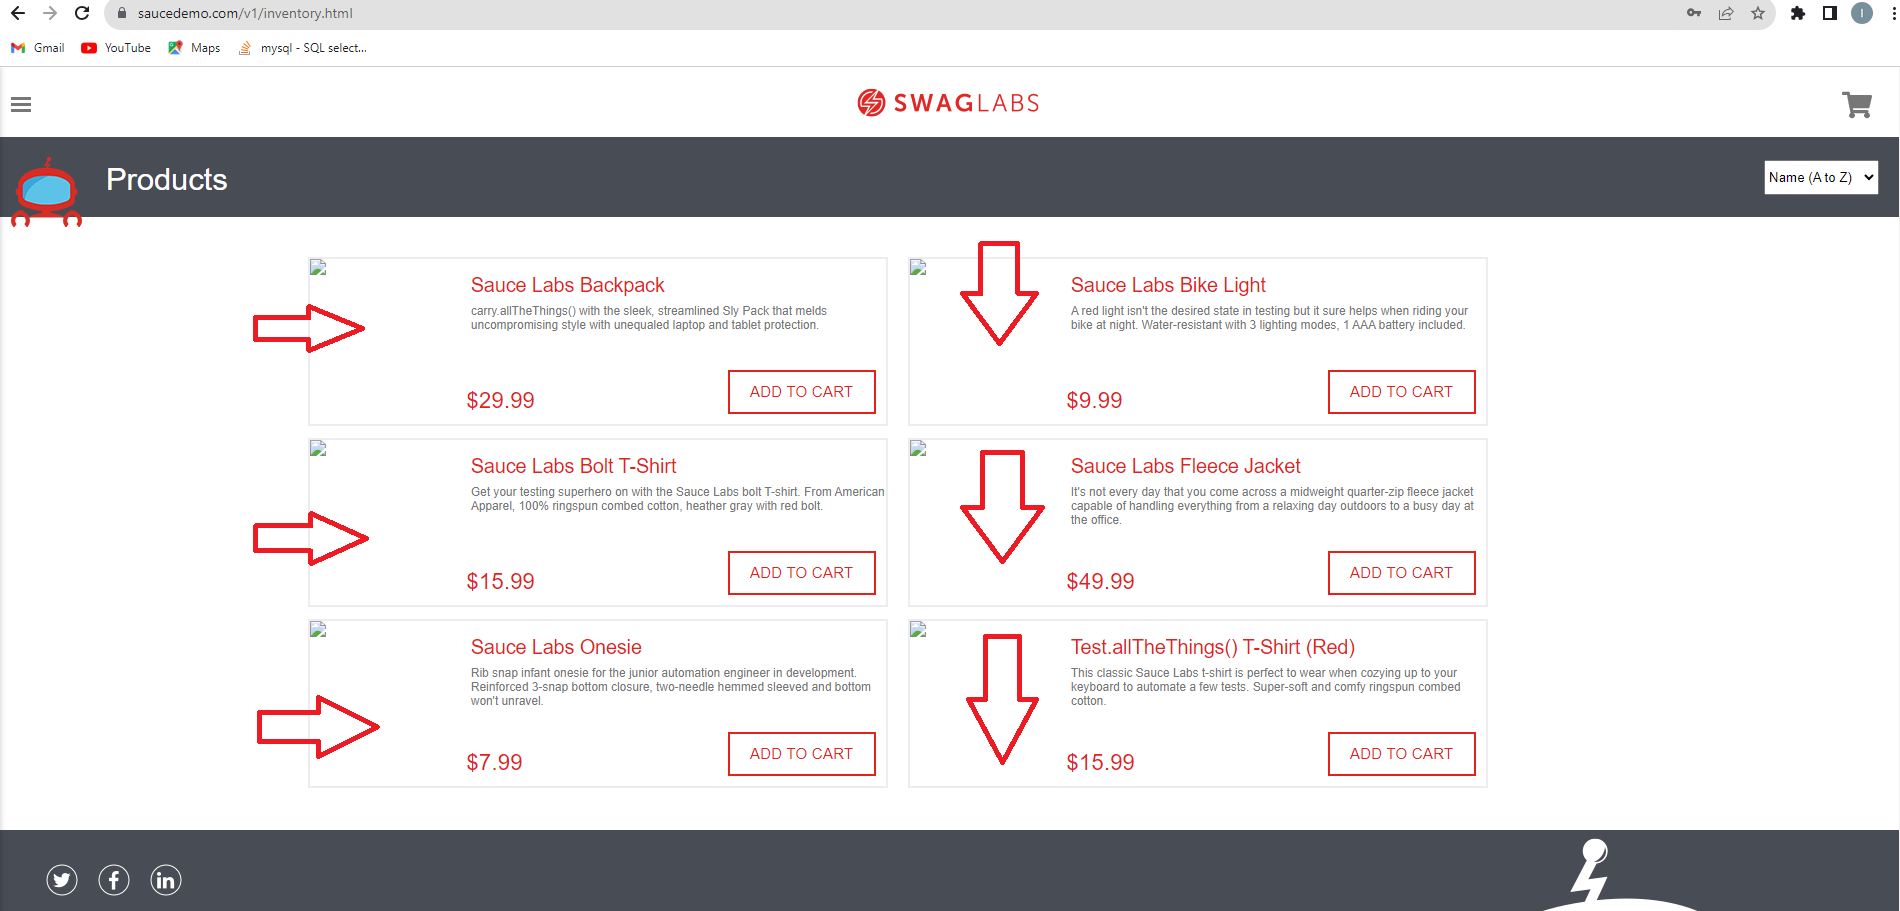 saucedemo.com/v1/inventory.html
I
Gmail YouTube Maps mysql - SQL select...
SWAGLABS
Products
Name (A to Z)
Sauce Labs Backpack
carry.allTheThings() with the sleek, streamlined Sly Pack that melds
uncompromising style with unequaled laptop and tablet protection.
$29.99
ADD TO CART
Sauce Labs Bike Light
A red light isn't the desired state in testing but it sure helps when riding your
bike at night. Water-resistant with 3 lighting modes, 1 AAA battery included.
$9.99
ADD TO CART
Sauce Labs Bolt T-Shirt
Get your testing superhero on with the Sauce Labs bolt T-shirt. From American
Apparel, 100% ringspun combed cotton, heather gray with red bolt.
$15.99
ADD TO CART
Sauce Labs Fleece Jacket
It's not every day that you come across a midweight quarter-zip fleece jacket
capable of handling everything from a relaxing day outdoors to a busy day at
the office.
$49.99
ADD TO CART
Sauce Labs Onesie
Rib snap infant onesie for the junior automation engineer in development.
Reinforced 3-snap bottom closure, two-needle hemmed sleeved and bottom
won't unravel.
$7.99
ADD TO CART
Test.allTheThings() T-Shirt (Red)
This classic Sauce Labs t-shirt is perfect to wear when cozying up to your
keyboard to automate a few tests. Super-soft and comfy ringspun combed
cotton.
$15.99
ADD TO CART